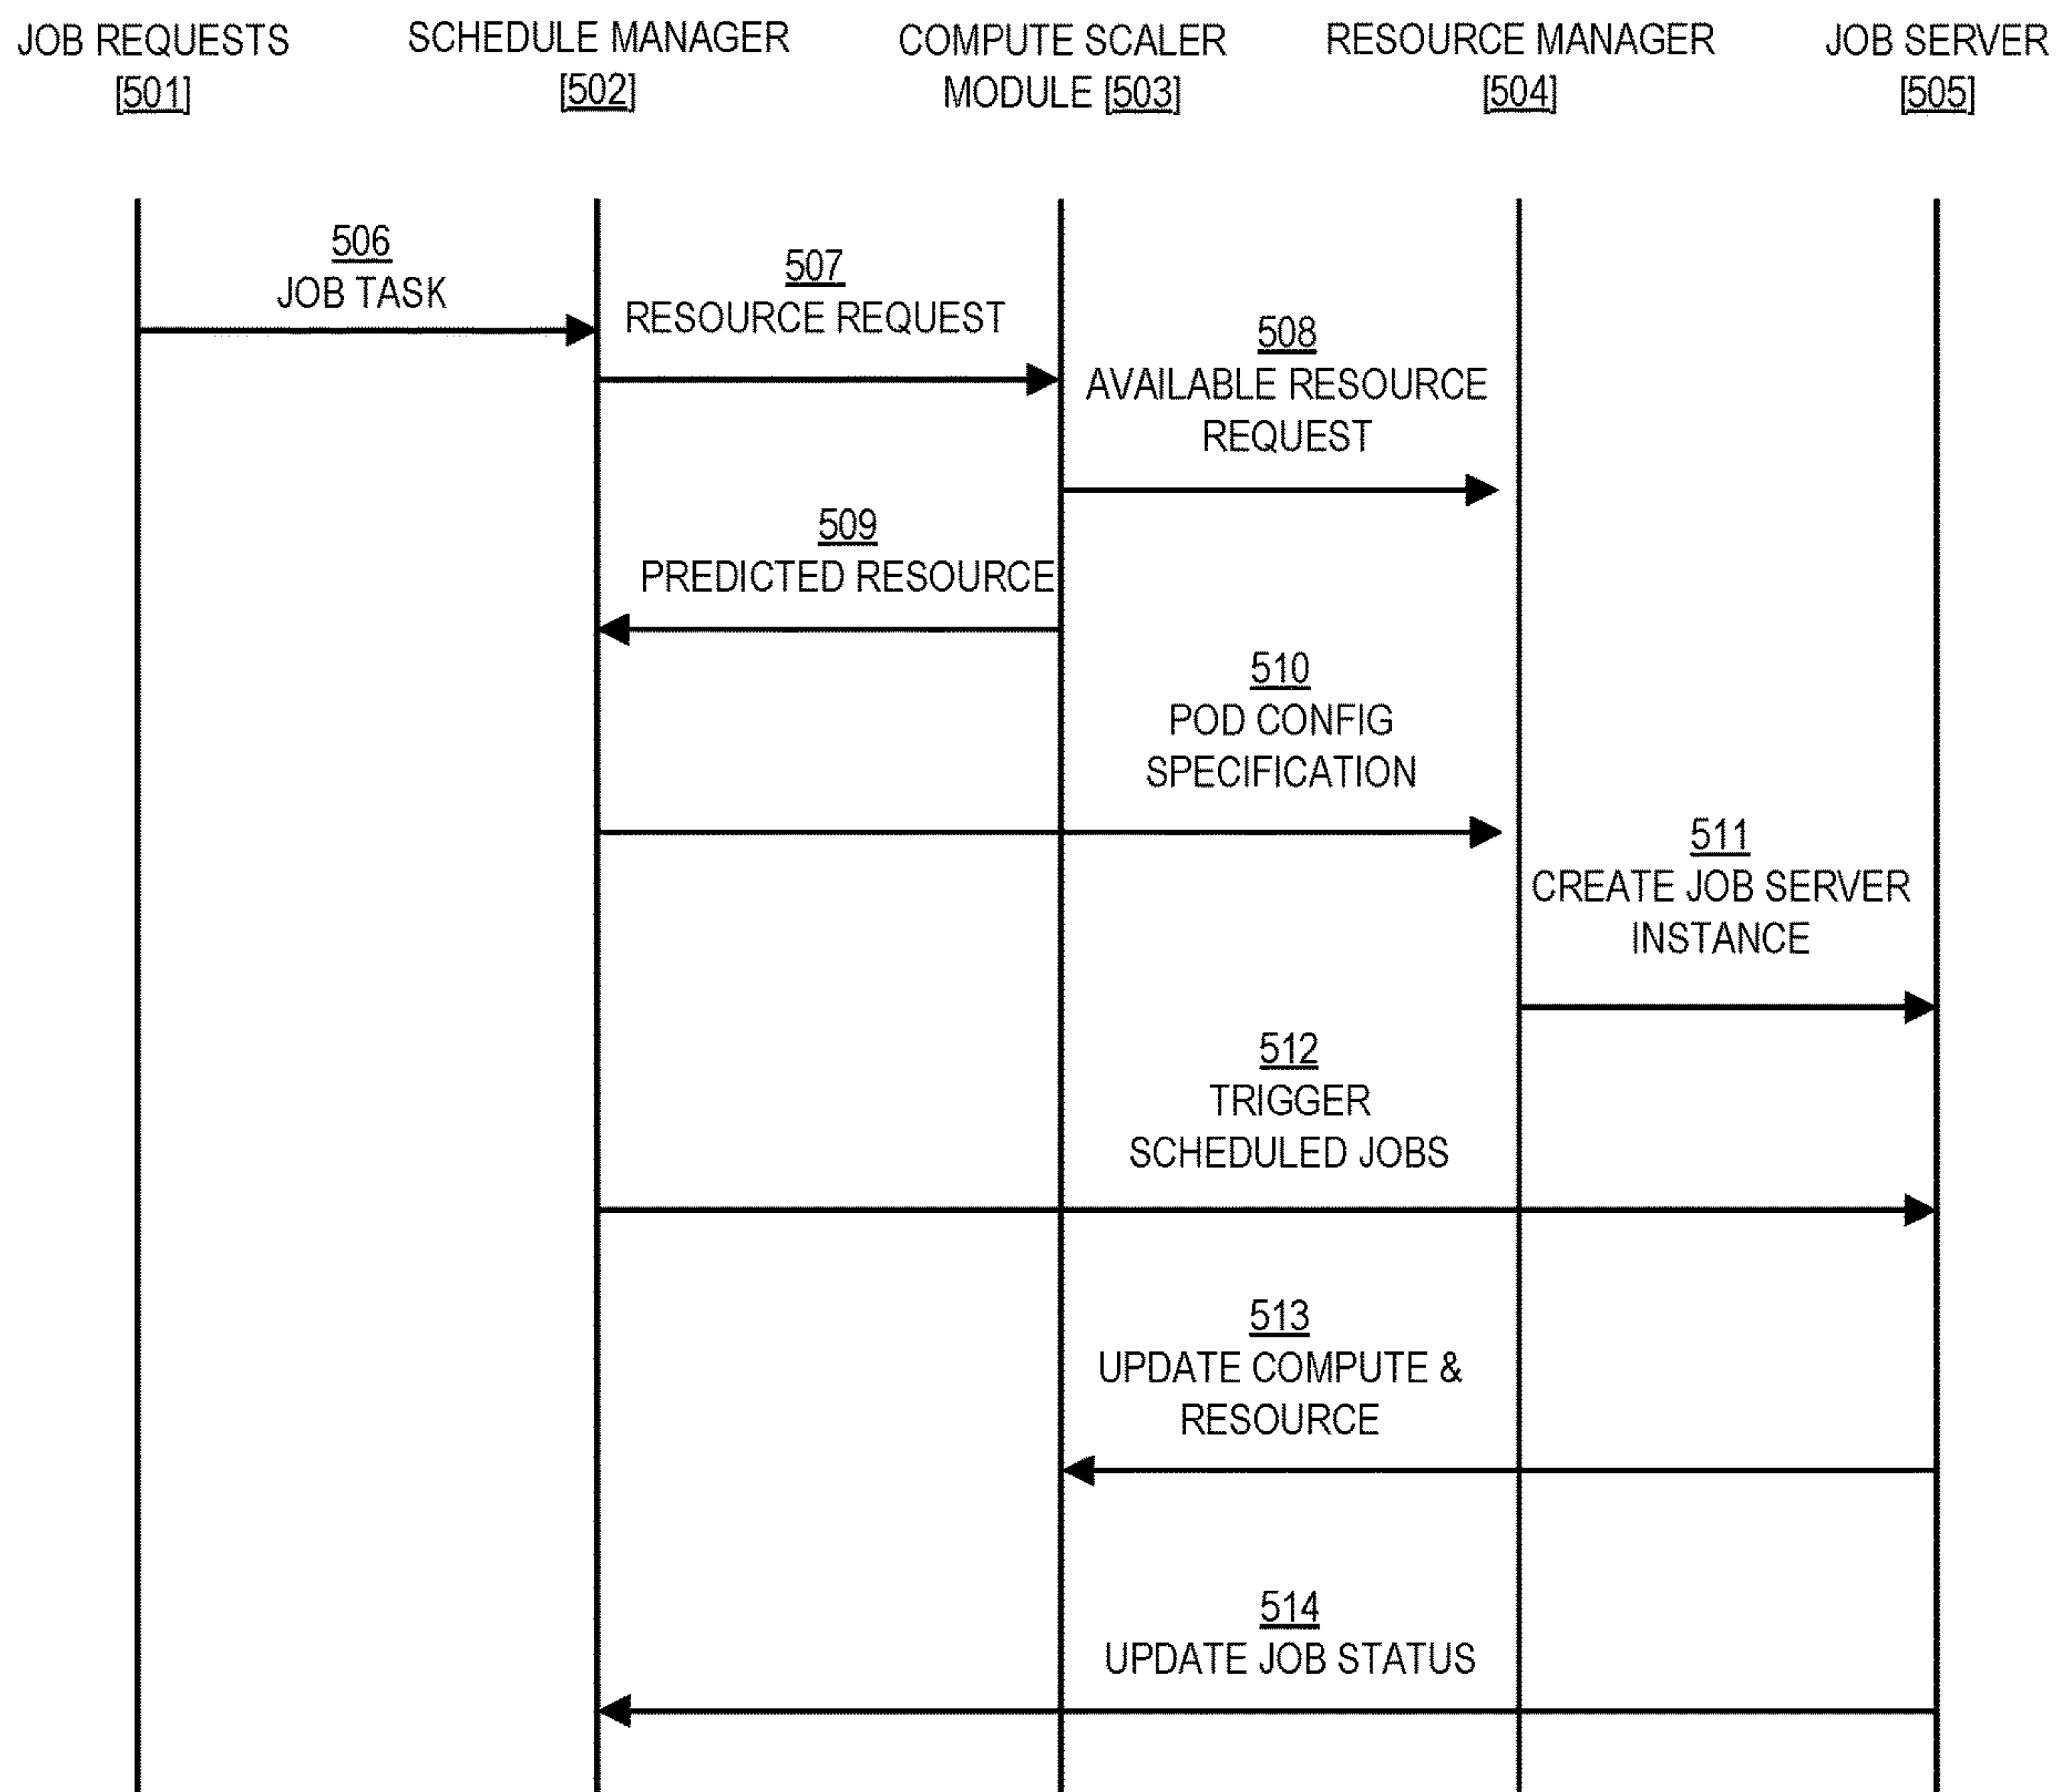 JOB REQUESTS
[501]
SCHEDULE MANAGER
[502]
COMPUTE SCALER
MODULE [503]
RESOURCE MANAGER
[504]
JOB SERVER
[505]
506
JOB TASK
507
RESOURCE REQUEST
508
AVAILABLE RESOURCE
REQUEST
509
PREDICTED RESOURCE
510
POD CONFIG
SPECIFICATION
511
CREATE JOB SERVER
INSTANCE
512
TRIGGER
SCHEDULED JOBS
513
UPDATE COMPUTE &
RESOURCE
514
UPDATE JOB STATUS